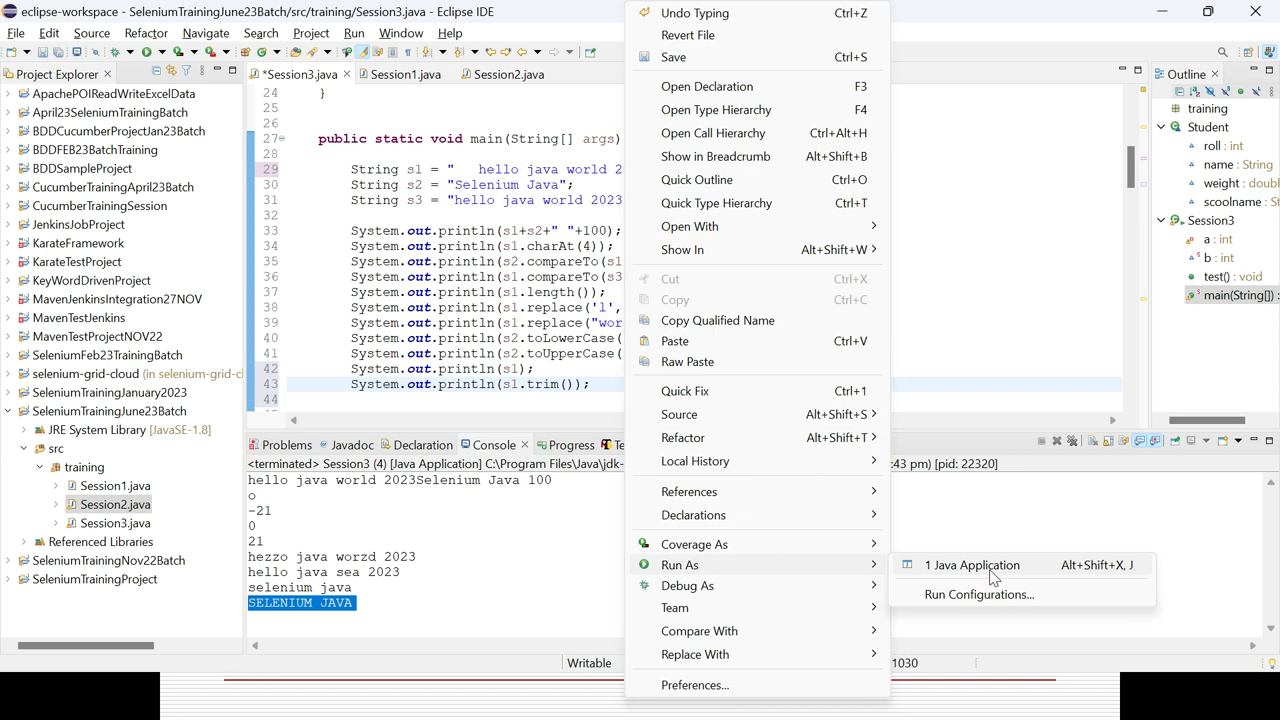 eclipse-workspace - SeleniumTrainingJune23Batch/src/training/Session3.java - Eclipse IDE
File Edit Source Refactor Navigate Search Project Run Window Help
Project Explorer
ApachePOIReadWriteExcelData
April23SeleniumTrainingBatch
BDDCucumberProjectJan23Batch
BDDFEB23BatchTraining
BDDSampleProject
CucumberTrainingApril23Batch
CucumberTrainingSession
JenkinsJobProject
KarateFramework
KarateTestProject
KeyWordDrivenProject
MavenJenkinsIntegration27NOV
MavenTestJenkins
MavenTestProjectNOV22
SeleniumFeb23TrainingBatch
selenium-grid-cloud (in selenium-grid-c
SeleniumTrainingJanuary2023
SeleniumTrainingJune23Batch
JRE System Library [JavaSE-1.8]
src
training
Session1.java
Session2.java
Session3.java
Referenced Libraries
SeleniumTrainingNov22Batch
SeleniumTrainingProject
*Session3.java Session1.java Session2.java
24 }
25
26
27 public static void main(String[] args)
28
29 String s1 = "   hello java world 2
30 String s2 = "Selenium Java";
31 String s3 = "hello java world 2023
32
33 System.out.println(s1+s2+" "+100);
34 System.out.println(s1.charAt(4));
35 System.out.println(s2.compareTo(s1
36 System.out.println(s1.compareTo(s3
37 System.out.println(s1.length());
38 System.out.println(s1.replace('l',
39 System.out.println(s1.replace("wor
40 System.out.println(s2.toLowerCase(
41 System.out.println(s2.toUpperCase(
42 System.out.println(s1);
43 System.out.println(s1.trim());
44
Problems Javadoc Declaration Console Progress Te
<terminated> Session3 (4) [Java Application] C:\Program Files\Java\jdk-
:43 pm) [pid: 22320]
hello java world 2023Selenium Java 100
o
-21
0
21
hezzo java worzd 2023
hello java sea 2023
selenium java
SELENIUM JAVA
Writable
1030
Undo Typing Ctrl+Z
Revert File
Save Ctrl+S
Open Declaration F3
Open Type Hierarchy F4
Open Call Hierarchy Ctrl+Alt+H
Show in Breadcrumb Alt+Shift+B
Quick Outline Ctrl+O
Quick Type Hierarchy Ctrl+T
Open With
Show In Alt+Shift+W
Cut Ctrl+X
Copy Ctrl+C
Copy Qualified Name
Paste Ctrl+V
Raw Paste
Quick Fix Ctrl+1
Source Alt+Shift+S
Refactor Alt+Shift+T
Local History
References
Declarations
Coverage As
Run As
Debug As
Team
Compare With
Replace With
Preferences...
1 Java Application Alt+Shift+X, J
Run Configurations...
Outline
training
Student
roll : int
name : String
weight : doubl
scoolname : St
Session3
a : int
b : int
test() : void
main(String[]) :